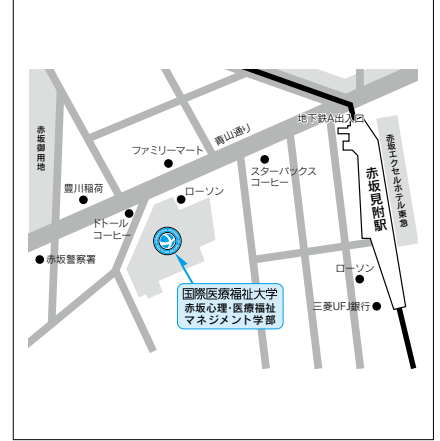 地下鉄A出入口
青山通り
赤坂御用地
ファミリーマート
スターバックス
コーヒー
赤坂見附駅
赤坂エクセルホテル東急
豊川稲荷
ローソン
ドトール
コーヒー
赤坂警察署
国際医療福祉大学
赤坂心理・医療福祉
マネジメント学部
ローソン
三菱UFJ銀行